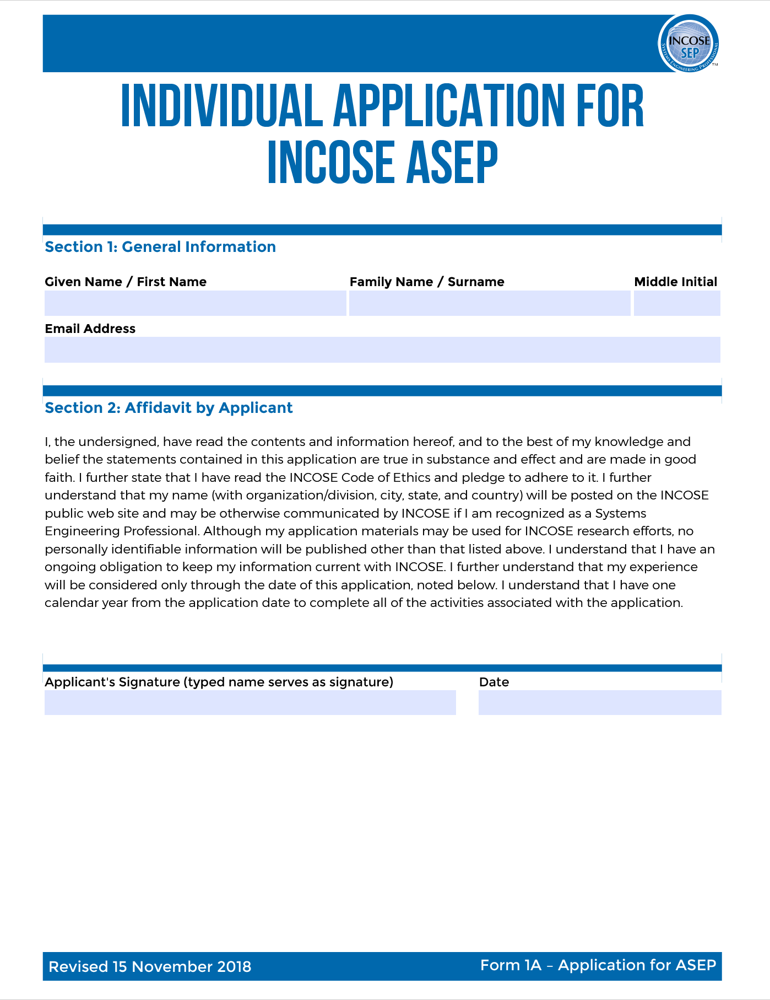 INCOSE
SEP
SYSTEMS ENGINEERING PROFESSIONAL
TM
INDIVIDUAL APPLICATION FOR
INCOSE ASEP
Section 1: General Information
Given Name / First Name Family Name / Surname Middle Initial
Email Address
Section 2: Affidavit by Applicant
I, the undersigned, have read the contents and information hereof, and to the best of my knowledge and
belief the statements contained in this application are true in substance and effect and are made in good
faith. I further state that I have read the INCOSE Code of Ethics and pledge to adhere to it. I further
understand that my name (with organization/division, city, state, and country) will be posted on the INCOSE
public web site and may be otherwise communicated by INCOSE if I am recognized as a Systems
Engineering Professional. Although my application materials may be used for INCOSE research efforts, no
personally identifiable information will be published other than that listed above. I understand that I have an
ongoing obligation to keep my information current with INCOSE. I further understand that my experience
will be considered only through the date of this application, noted below. I understand that I have one
calendar year from the application date to complete all of the activities associated with the application.
Applicant's Signature (typed name serves as signature) Date
Revised 15 November 2018 Form 1A – Application for ASEP